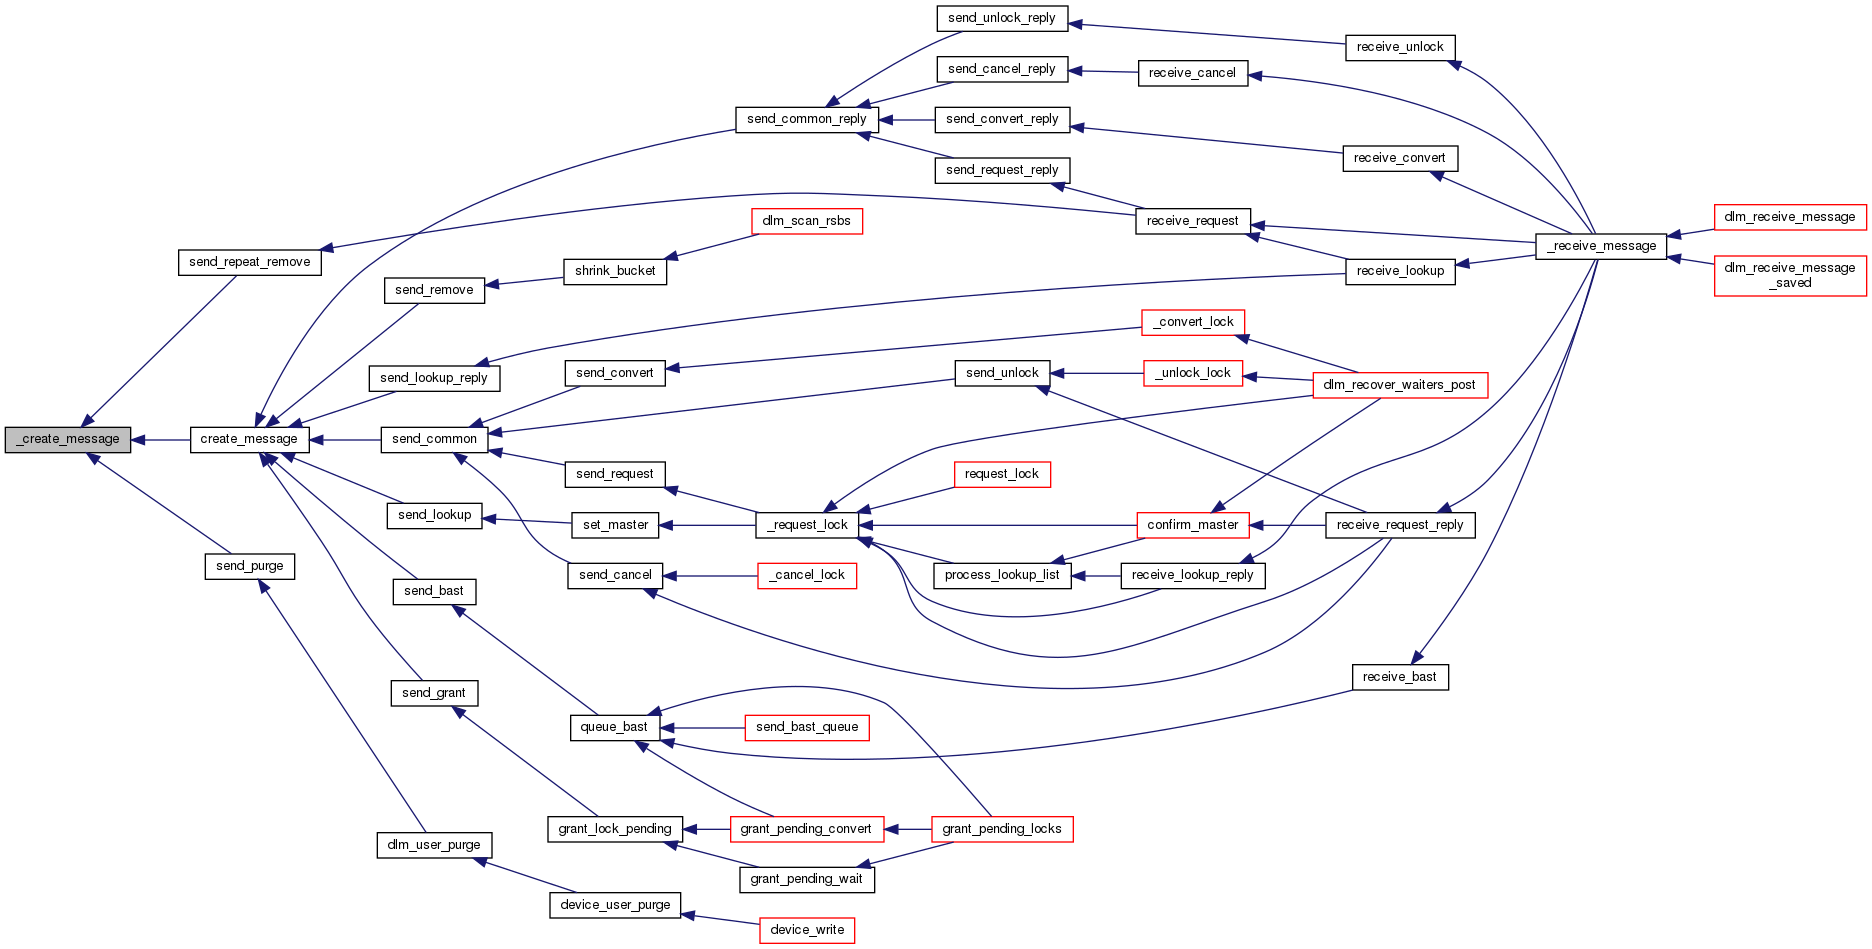 send_unlock_reply
receive_unlock
send_cancel_reply
receive_cancel
send_common_reply
send_convert_reply
receive_convert
send_request_reply
receive_request
dlm_scan_rsbs
dlm_receive_message
_receive_message
send_repeat_remove
shrink_bucket
receive_lookup
dlm_receive_message
_saved
send_remove
_convert_lock
send_lookup_reply
send_convert
send_unlock
_unlock_lock
dlm_recover_waiters_post
_create_message
create_message
send_common
send_request
request_lock
send_lookup
set_master
_request_lock
confirm_master
receive_request_reply
send_purge
send_cancel
_cancel_lock
process_lookup_list
receive_lookup_reply
send_bast
receive_bast
send_grant
queue_bast
send_bast_queue
grant_lock_pending
grant_pending_convert
grant_pending_locks
dlm_user_purge
grant_pending_wait
device_user_purge
device_write